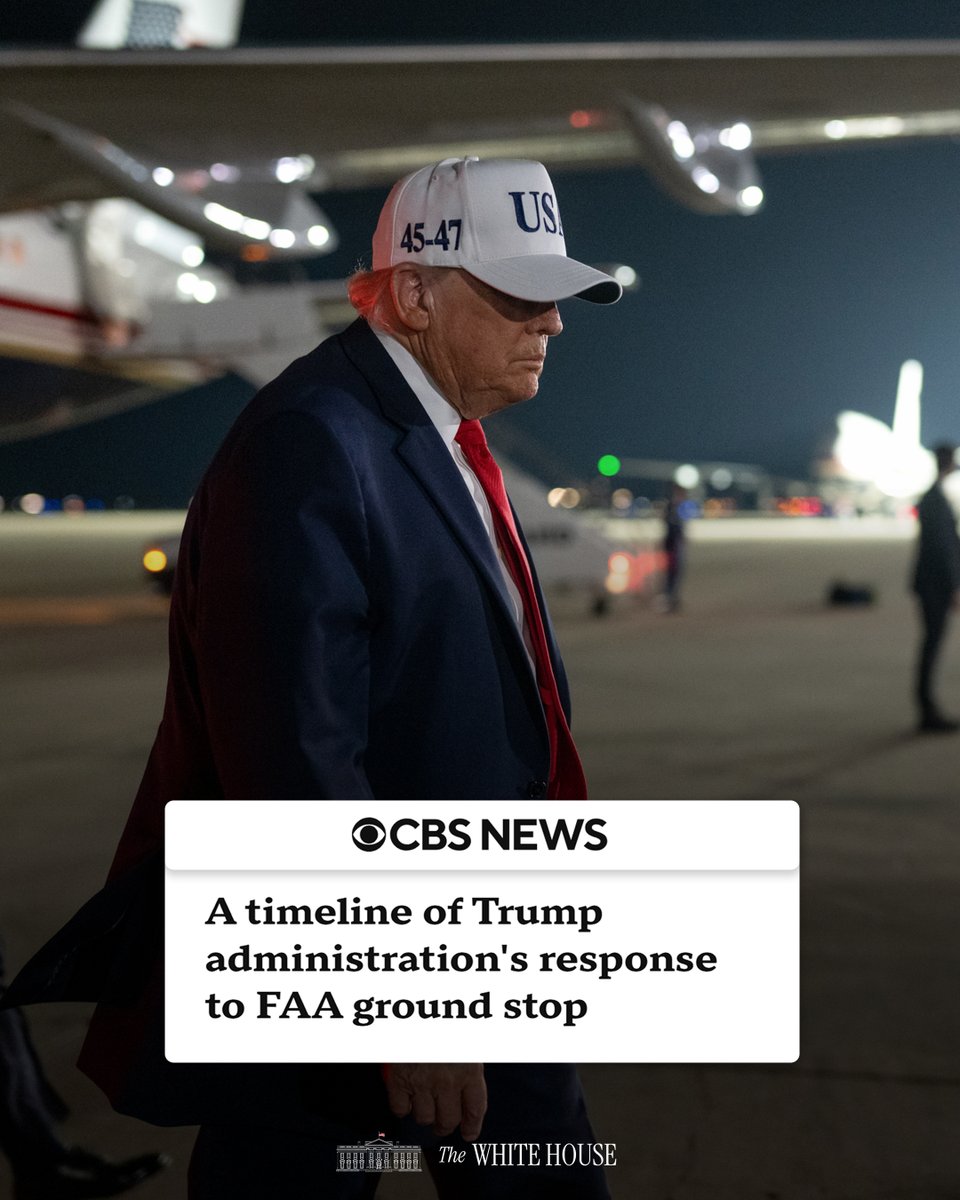 45-47
US
CBS NEWS
A timeline of Trump
administration's response
to FAA ground stop
The WHITE HOUSE